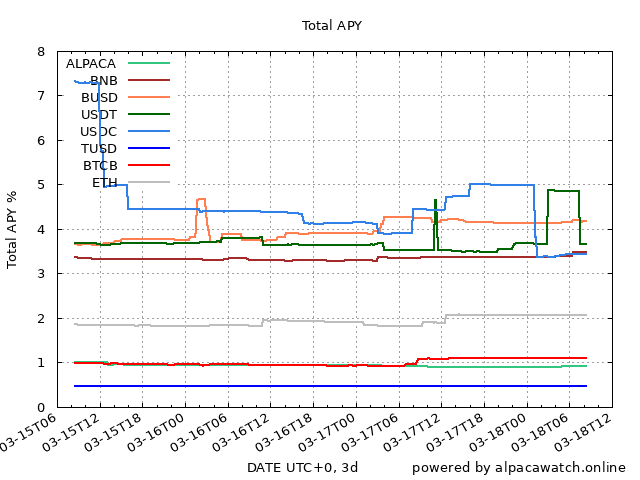 Total APY
Total APY %
8
7
6
5
4
3
2
1
0
ALPACA
BNB
BUSD
USDT
USDC
TUSD
BTCB
ETH
03-15T06
03-15T12
03-15T18
03-16T00
03-16T06
03-16T12
03-16T18
03-17T00
03-17T06
03-17T12
03-17T18
03-18T00
03-18T06
03-18T12
DATE UTC+0, 3d
powered by alpacawatch.online